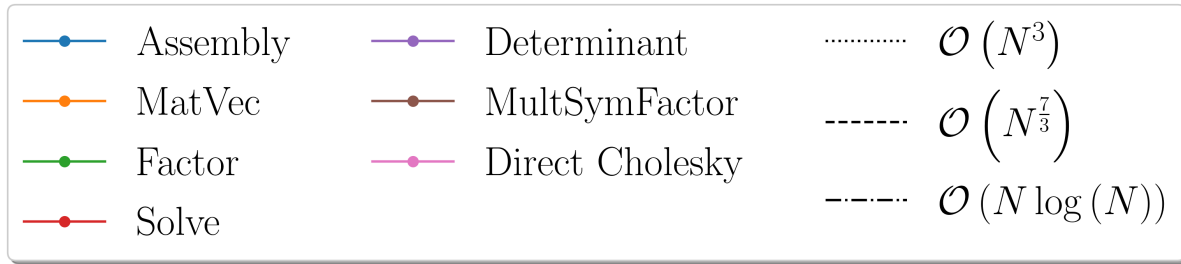 Assembly
MatVec
Factor
Solve
Determinant
MultSymFactor
Direct Cholesky
𝒪(N³)
𝒪(N^{7/3})
𝒪(N log(N))